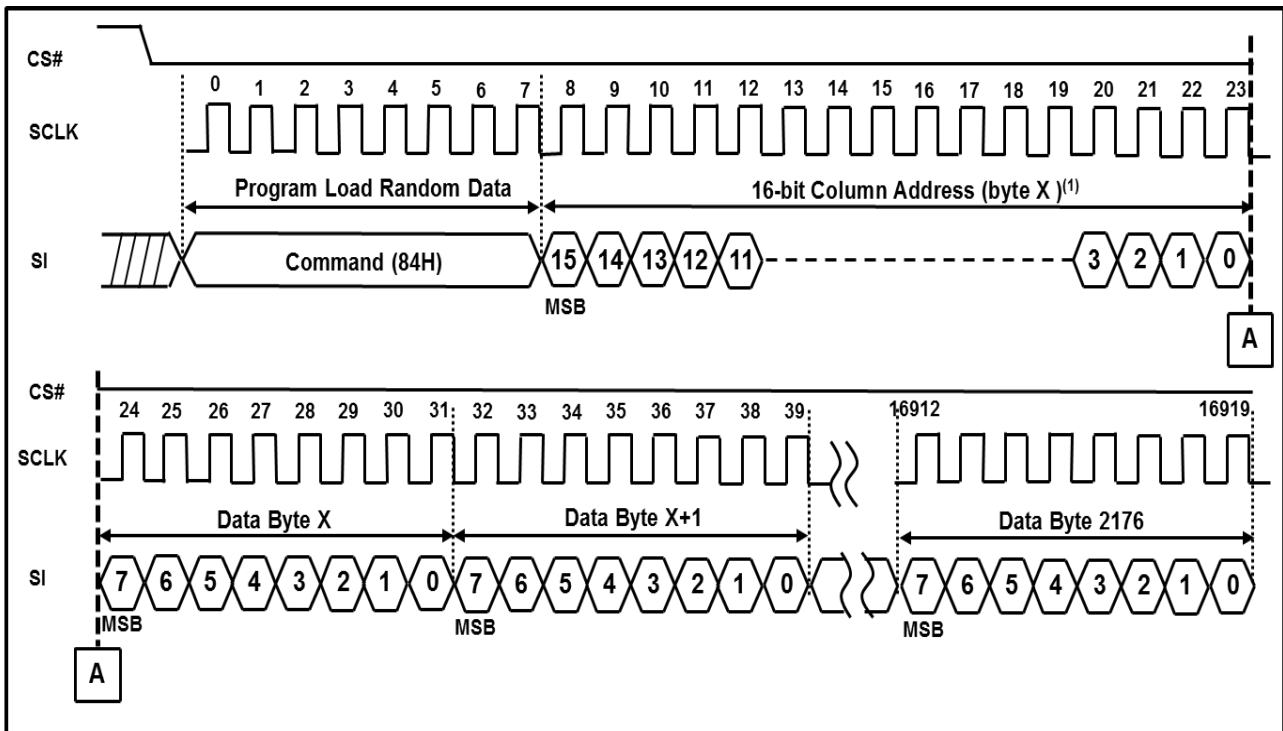 CS#
0 1 2 3 4 5 6 7 8 9 10 11 12 13 14 15 16 17 18 19 20 21 22 23
SCLK
Program Load Random Data 16-bit Column Address (byte X )(1)
SI Command (84H) 15 14 13 12 11 3 2 1 0
MSB
A
CS#
24 25 26 27 28 29 30 31 32 33 34 35 36 37 38 39 16912 16919
SCLK
Data Byte X Data Byte X+1 Data Byte 2176
SI 7 6 5 4 3 2 1 0 7 6 5 4 3 2 1 0 7 6 5 4 3 2 1 0
MSB MSB MSB
A